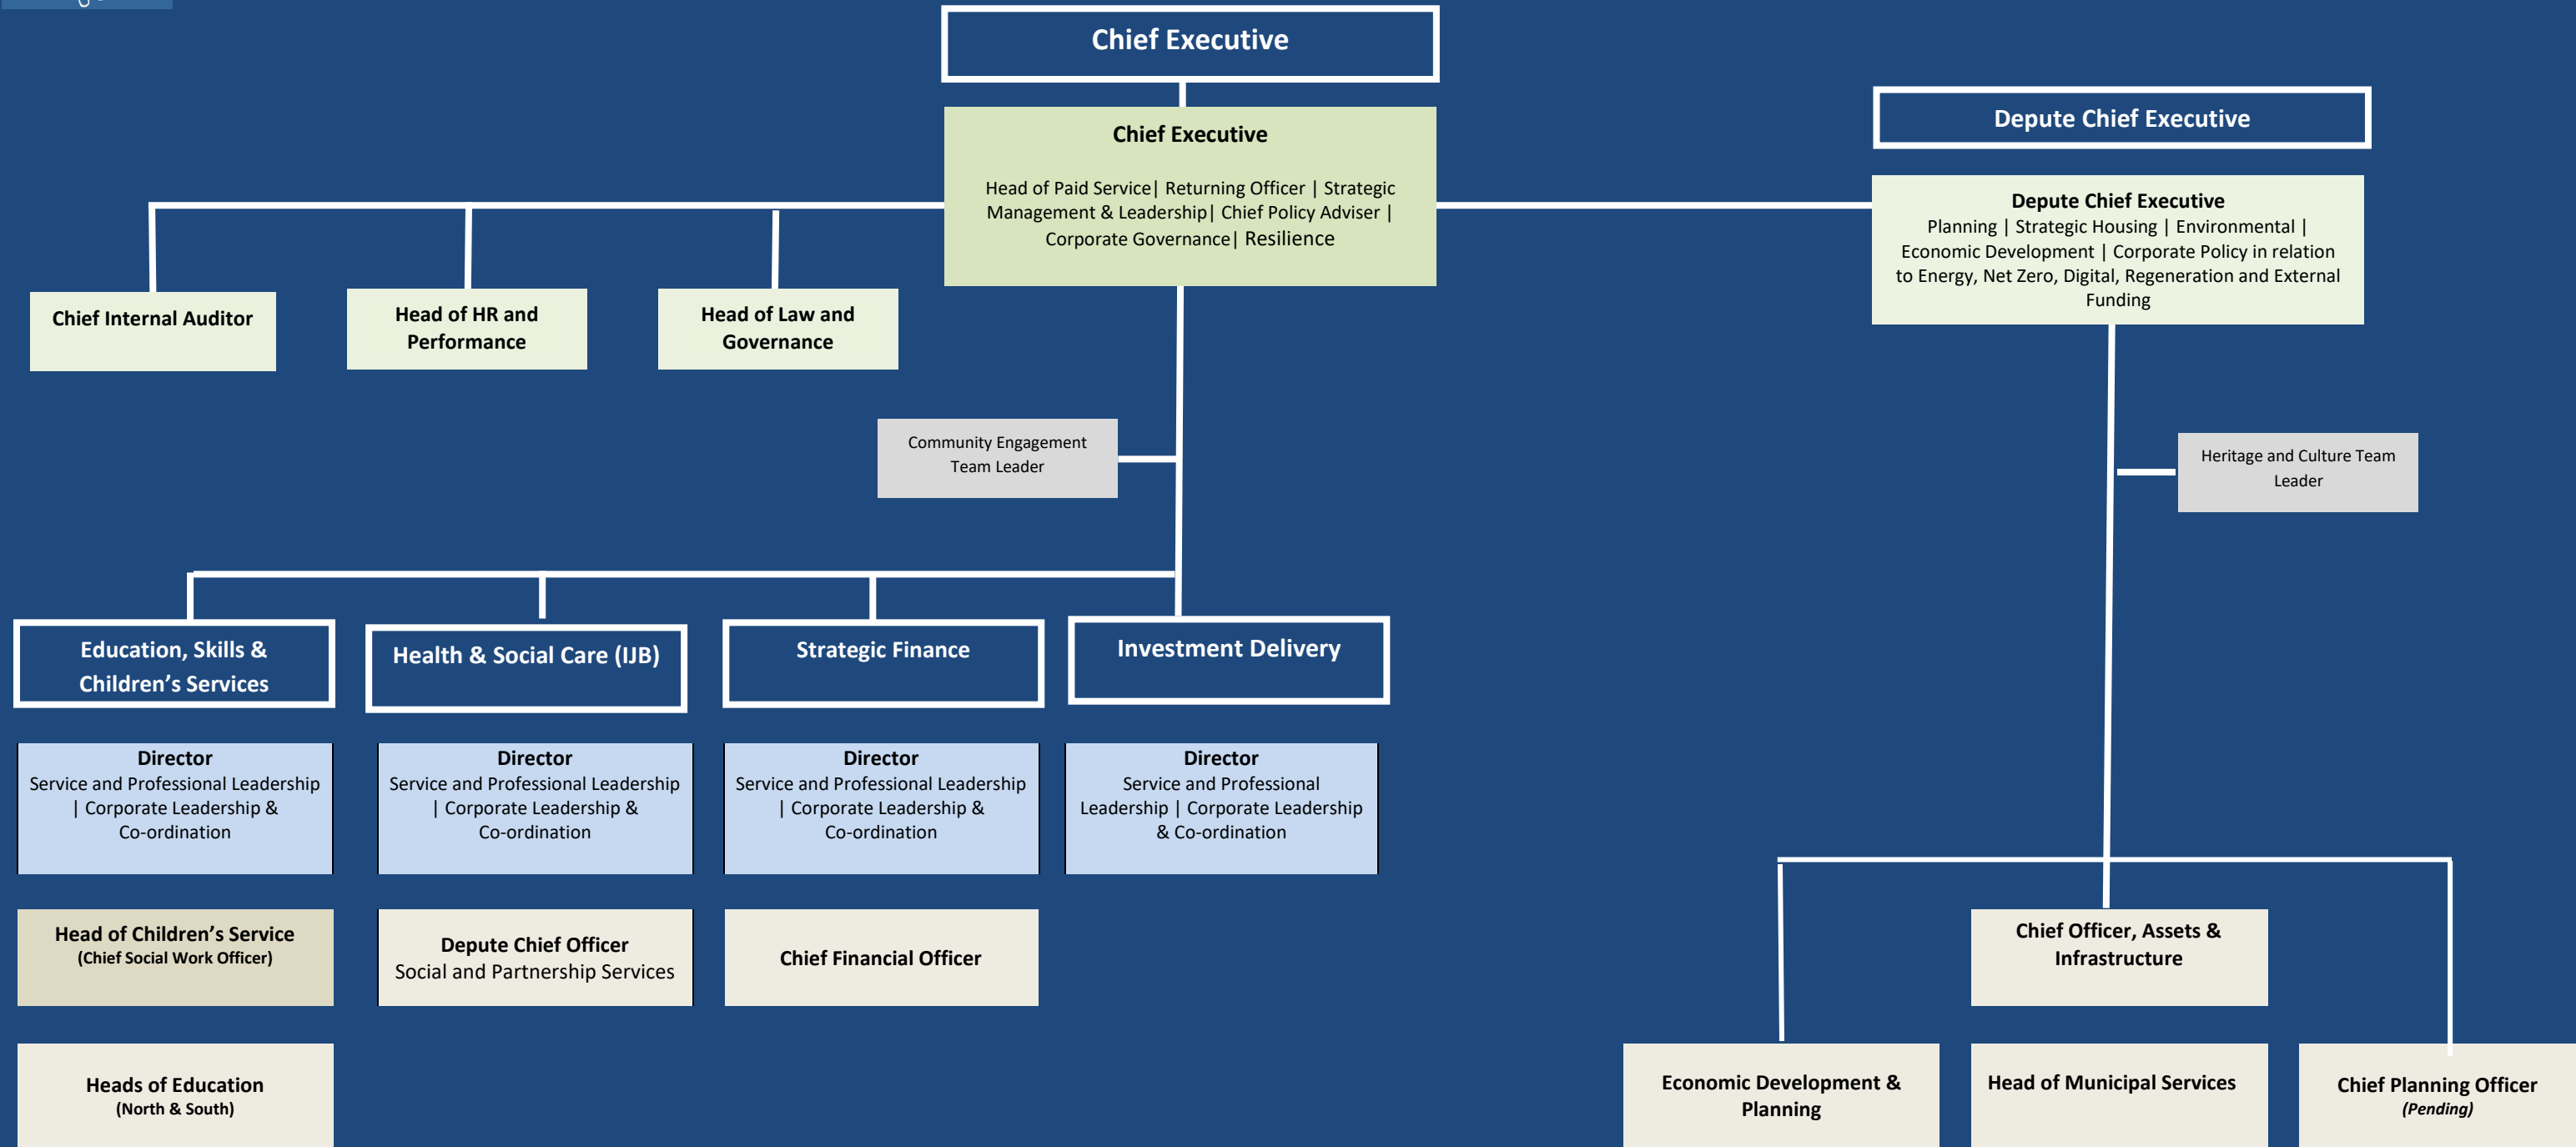 Chief Executive
Chief Executive
Head of Paid Service| Returning Officer | Strategic
Management & Leadership| Chief Policy Adviser |
Corporate Governance| Resilience
Depute Chief Executive
Depute Chief Executive
Planning | Strategic Housing | Environmental |
Economic Development | Corporate Policy in relation
to Energy, Net Zero, Digital, Regeneration and External
Funding
Chief Internal Auditor
Head of HR and
Performance
Head of Law and
Governance
Community Engagement
Team Leader
Heritage and Culture Team
Leader
Education, Skills &
Children’s Services
Health & Social Care (IJB)
Strategic Finance
Investment Delivery
Director
Service and Professional Leadership
| Corporate Leadership &
Co-ordination
Director
Service and Professional Leadership
| Corporate Leadership &
Co-ordination
Director
Service and Professional Leadership
| Corporate Leadership &
Co-ordination
Director
Service and Professional
Leadership | Corporate Leadership
& Co-ordination
Head of Children’s Service
(Chief Social Work Officer)
Depute Chief Officer
Social and Partnership Services
Chief Financial Officer
Chief Officer, Assets &
Infrastructure
Heads of Education
(North & South)
Economic Development &
Planning
Head of Municipal Services
Chief Planning Officer
(Pending)